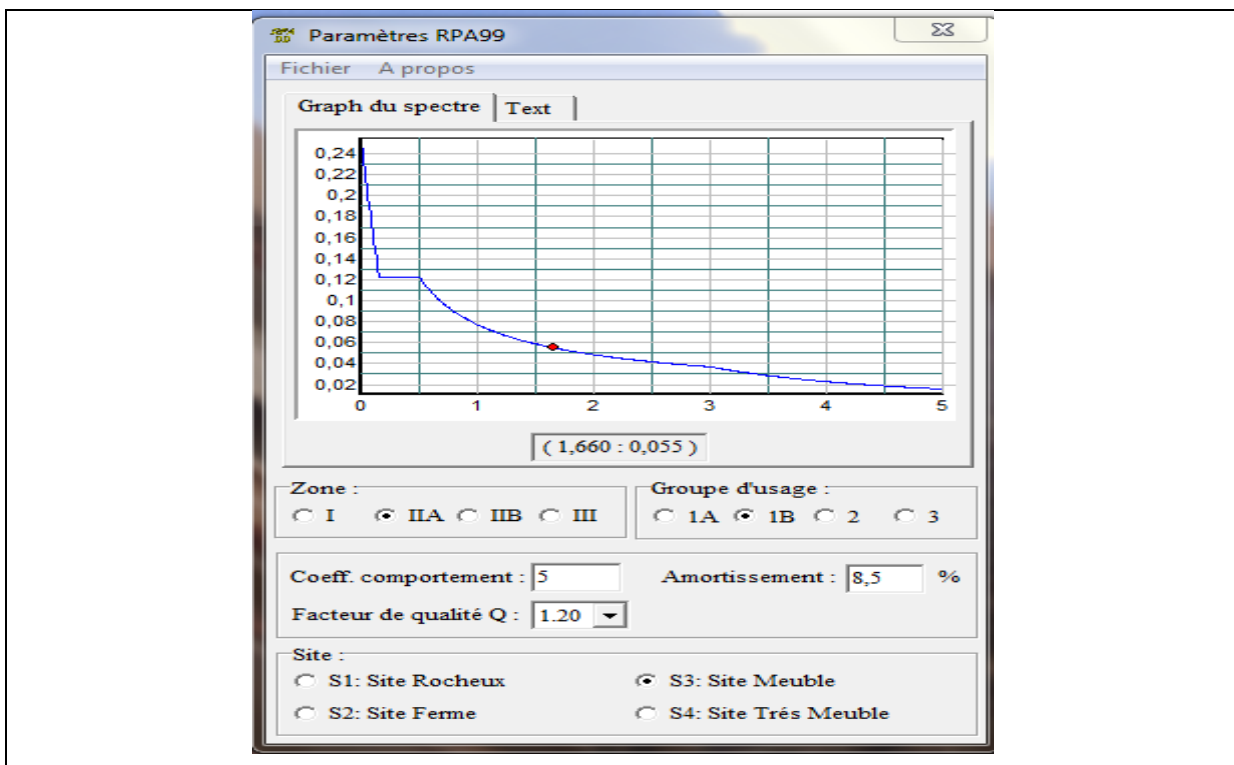 Paramètres RPA99
Fichier A propos
Graph du spectre Text
0,24
0,22
0,2
0,18
0,16
0,14
0,12
0,1
0,08
0,06
0,04
0,02
0 1 2 3 4 5
( 1,660 : 0,055 )
Zone : Groupe d'usage :
I IIA IIB III 1A 1B 2 3
Coeff. comportement : 5 Amortissement : 8,5 %
Facteur de qualité Q : 1.20
Site :
S1: Site Rocheux S3: Site Meuble
S2: Site Ferme S4: Site Trés Meuble